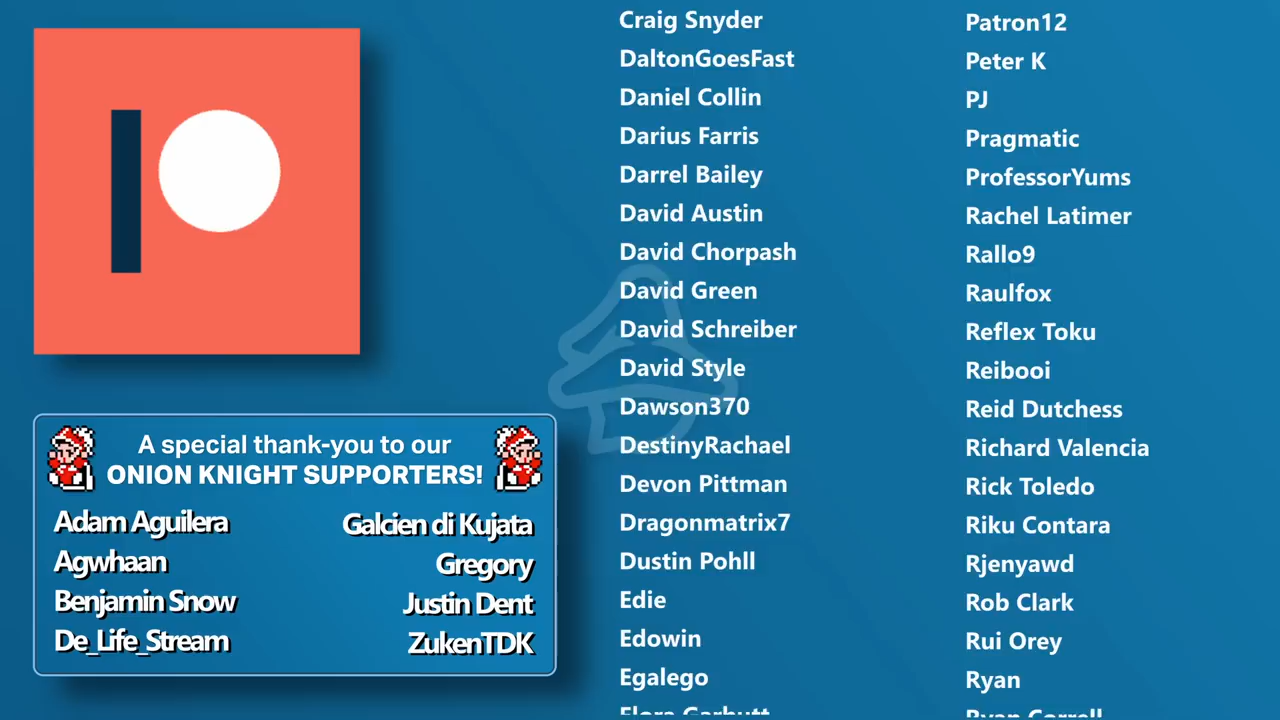 A special thank-you to our
ONION KNIGHT SUPPORTERS!
Adam Aguilera
Agwhaan
Benjamin Snow
De_Life_Stream
Galcien di Kujata
Gregory
Justin Dent
ZukenTDK
Craig Snyder
DaltonGoesFast
Daniel Collin
Darius Farris
Darrel Bailey
David Austin
David Chorpash
David Green
David Schreiber
David Style
Dawson370
DestinyRachael
Devon Pittman
Dragonmatrix7
Dustin Pohll
Edie
Edowin
Egalego
Flora Garbutt
Patron12
Peter K
PJ
Pragmatic
ProfessorYums
Rachel Latimer
Rallo9
Raulfox
Reflex Toku
Reibooi
Reid Dutchess
Richard Valencia
Rick Toledo
Riku Contara
Rjenyawd
Rob Clark
Rui Orey
Ryan
Ryan Correll